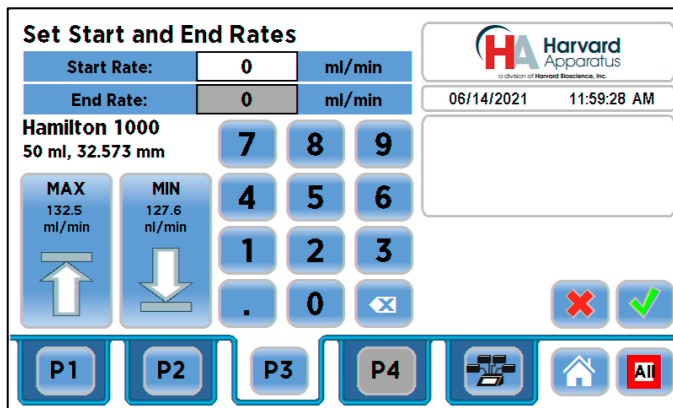 Set Start and End Rates
Start Rate: 0 ml/min
End Rate: 0 ml/min
Hamilton 1000
50 ml, 32.573 mm
MAX
132.5
ml/min
MIN
127.6
nl/min
7 8 9
4 5 6
1 2 3
. 0
HA Harvard
Apparatus
a division of Harvard Bioscience, Inc.
06/14/2021 11:59:28 AM
P1 P2 P3 P4 All